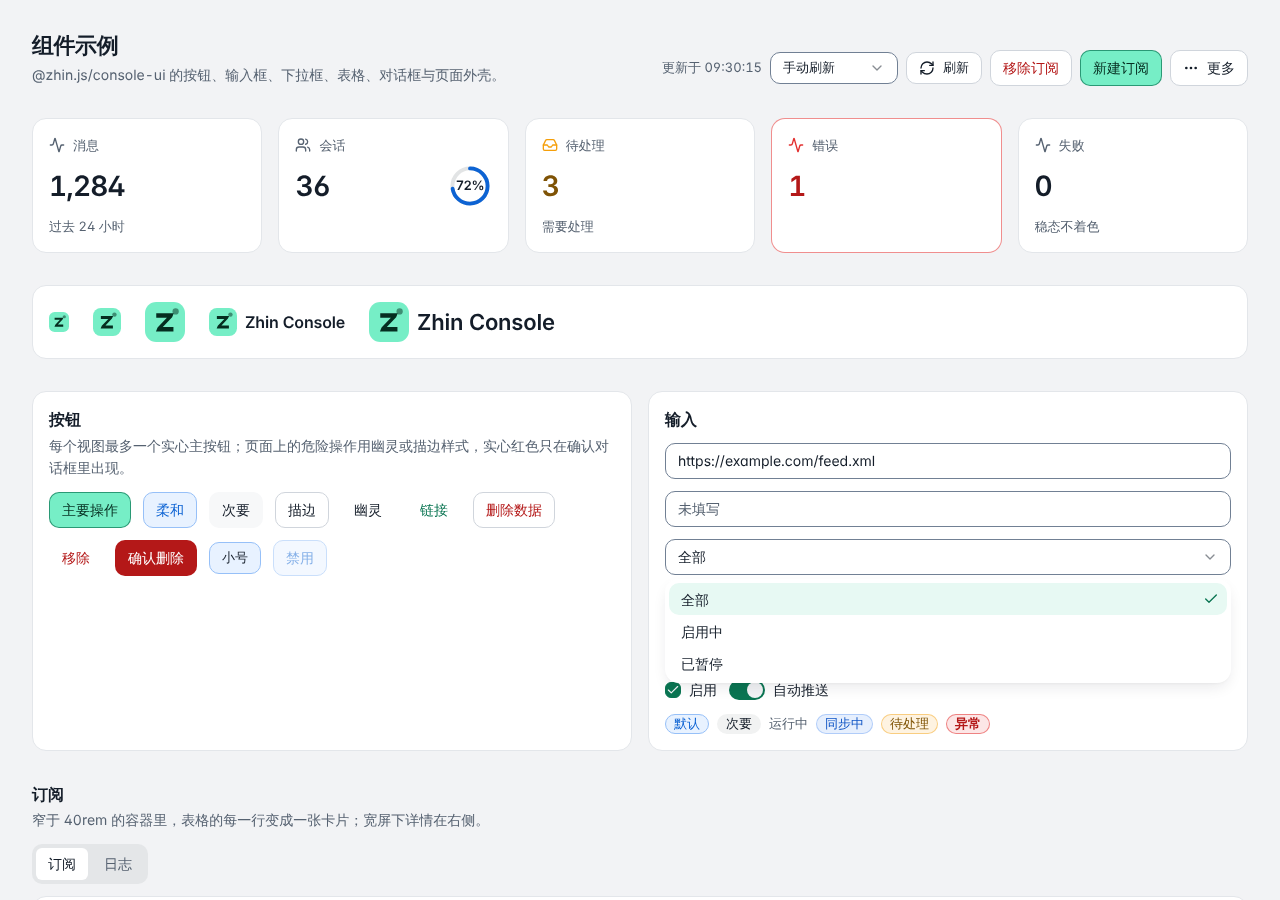 组件示例
@zhin.js/console-ui 的按钮、输入框、下拉框、表格、对话框与页面外壳。
更新于 09:30:15
手动刷新
刷新
移除订阅
新建订阅
更多
消息
1,284
过去 24 小时
会话
36
72%
待处理
3
需要处理
错误
1
失败
0
稳态不着色
Z
Z
Z
Z Zhin Console
Z Zhin Console
按钮
每个视图最多一个实心主按钮；页面上的危险操作用幽灵或描边样式，实心红色只在确认对
话框里出现。
主要操作
柔和
次要
描边
幽灵
链接
删除数据
移除
确认删除
小号
禁用
输入
https://example.com/feed.xml
未填写
全部
全部
启用中
已暂停
启用
自动推送
默认
次要
运行中
同步中
待处理
异常
订阅
窄于 40rem 的容器里，表格的每一行变成一张卡片；宽屏下详情在右侧。
订阅
日志